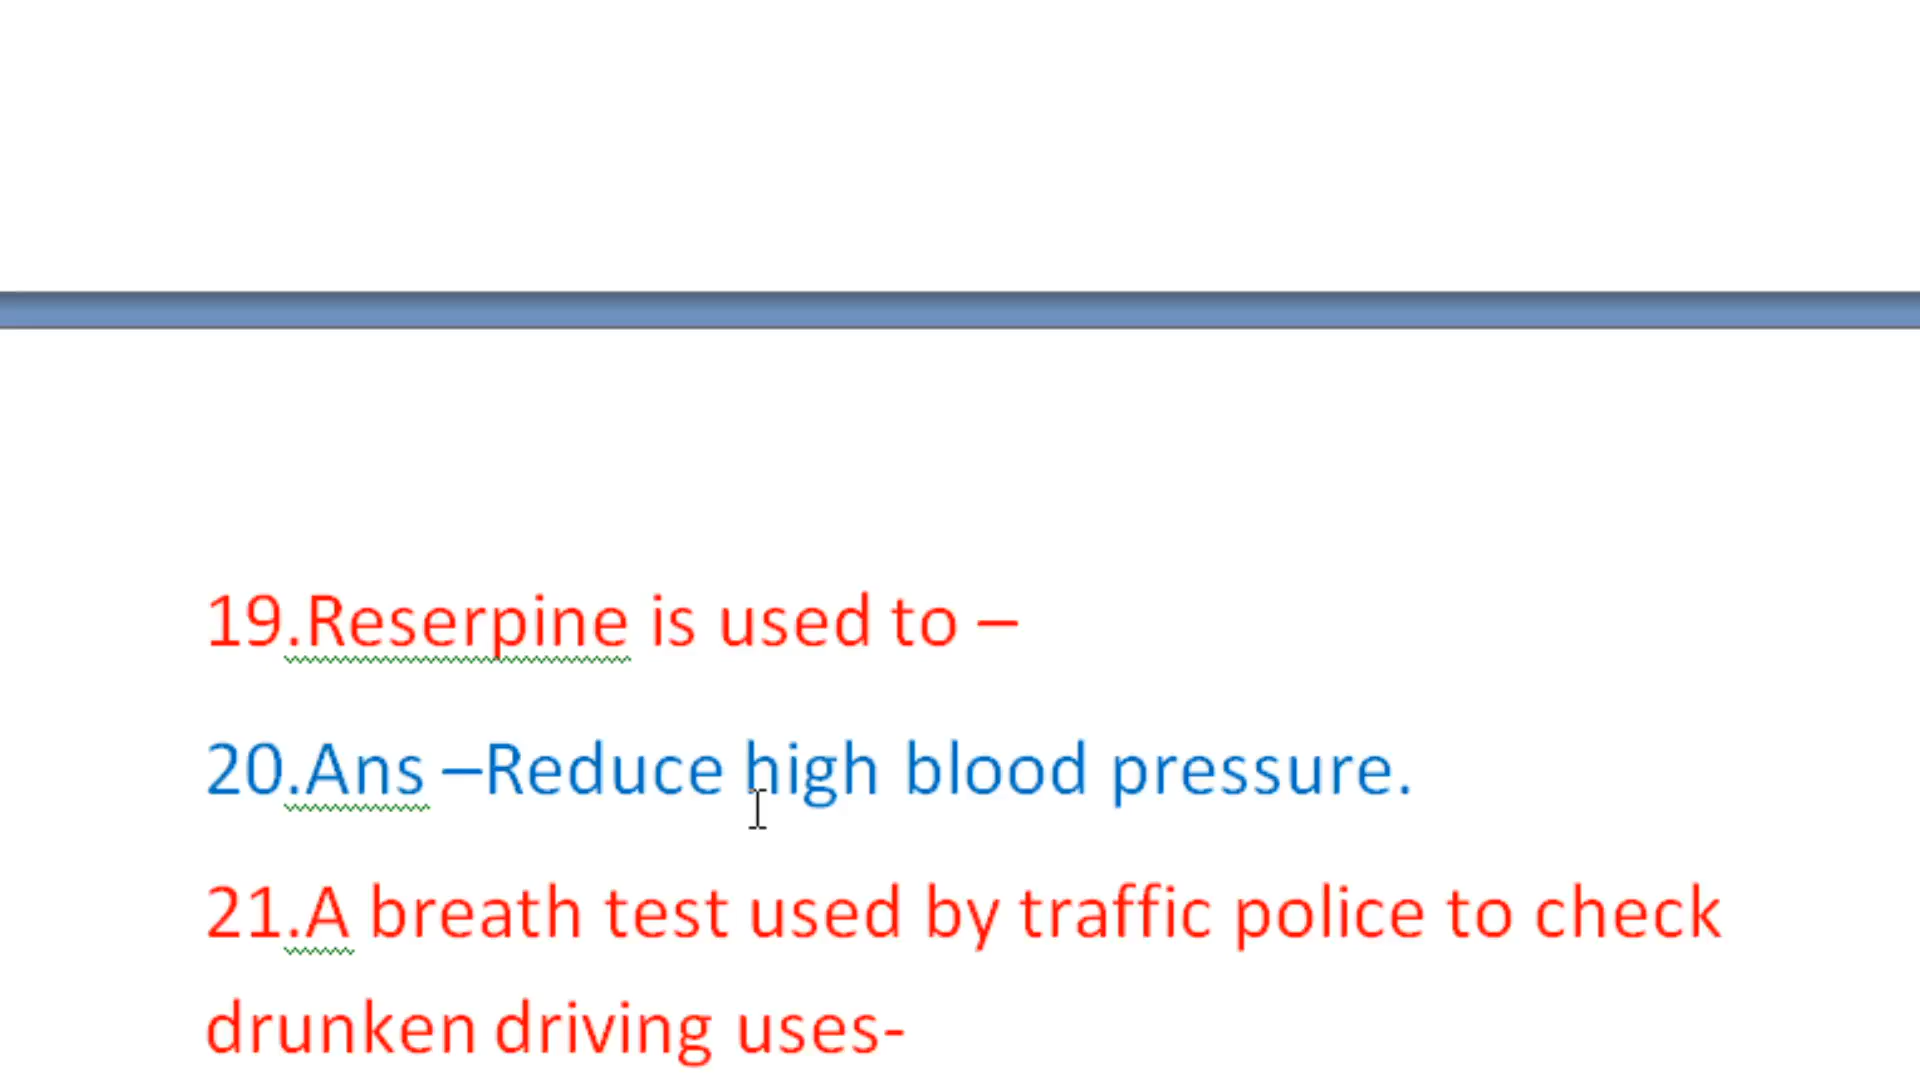 19.Reserpine is used to –
20.Ans –Reduce high blood pressure.
21.A breath test used by traffic police to check
drunken driving uses-